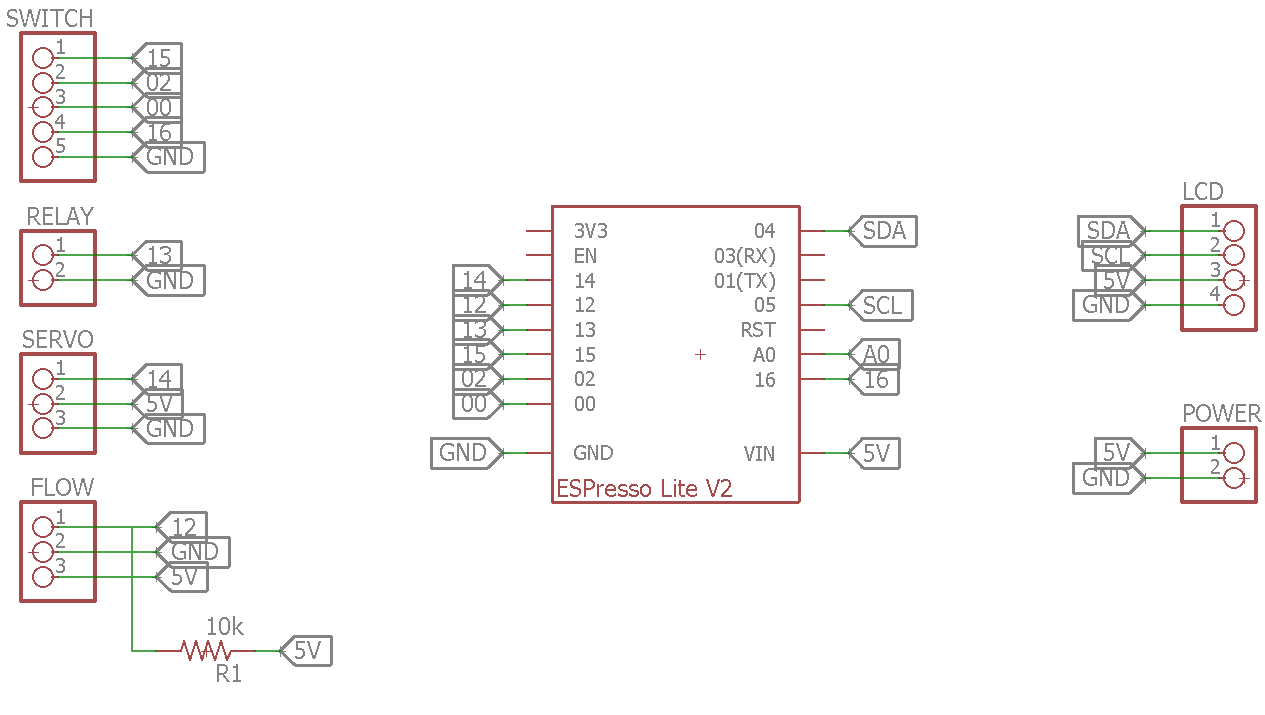 SWITCH
1 15
2 02
3 00
4 16
5 GND
RELAY
1 13
2 GND
SERVO
1 14
2 5V
3 GND
FLOW
1 12
2 GND
3 5V
10k
5V
R1
3V3 04 SDA
EN 03(RX)
14 14 01(TX)
12 12 05 SCL
13 13 RST
15 15 A0 A0
02 02 16 16
00 00
GND GND VIN 5V
ESPresso Lite V2
LCD
SDA 1
SCL 2
5V 3
GND 4
POWER
5V 1
GND 2